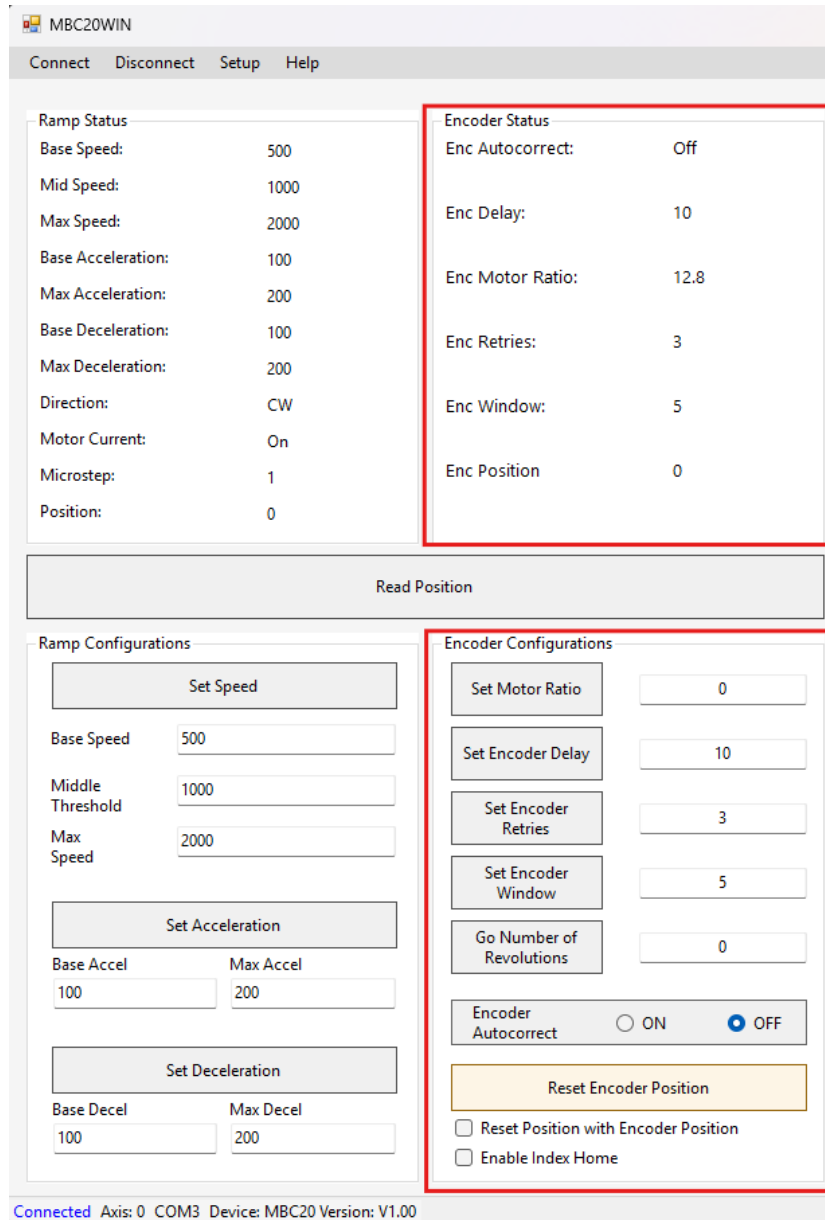 MBC20WIN
Connect Disconnect Setup Help
Ramp Status
Base Speed: 500
Mid Speed: 1000
Max Speed: 2000
Base Acceleration: 100
Max Acceleration: 200
Base Deceleration: 100
Max Deceleration: 200
Direction: CW
Motor Current: On
Microstep: 1
Position: 0
Encoder Status
Enc Autocorrect: Off
Enc Delay: 10
Enc Motor Ratio: 12.8
Enc Retries: 3
Enc Window: 5
Enc Position 0
Read Position
Ramp Configurations
Set Speed
Base Speed 500
Middle
Threshold 1000
Max
Speed 2000
Set Acceleration
Base Accel Max Accel
100 200
Set Deceleration
Base Decel Max Decel
100 200
Encoder Configurations
Set Motor Ratio 0
Set Encoder Delay 10
Set Encoder
Retries 3
Set Encoder
Window 5
Go Number of
Revolutions 0
Encoder
Autocorrect ON OFF
Reset Encoder Position
Reset Position with Encoder Position
Enable Index Home
Connected Axis: 0 COM3 Device: MBC20 Version: V1.00